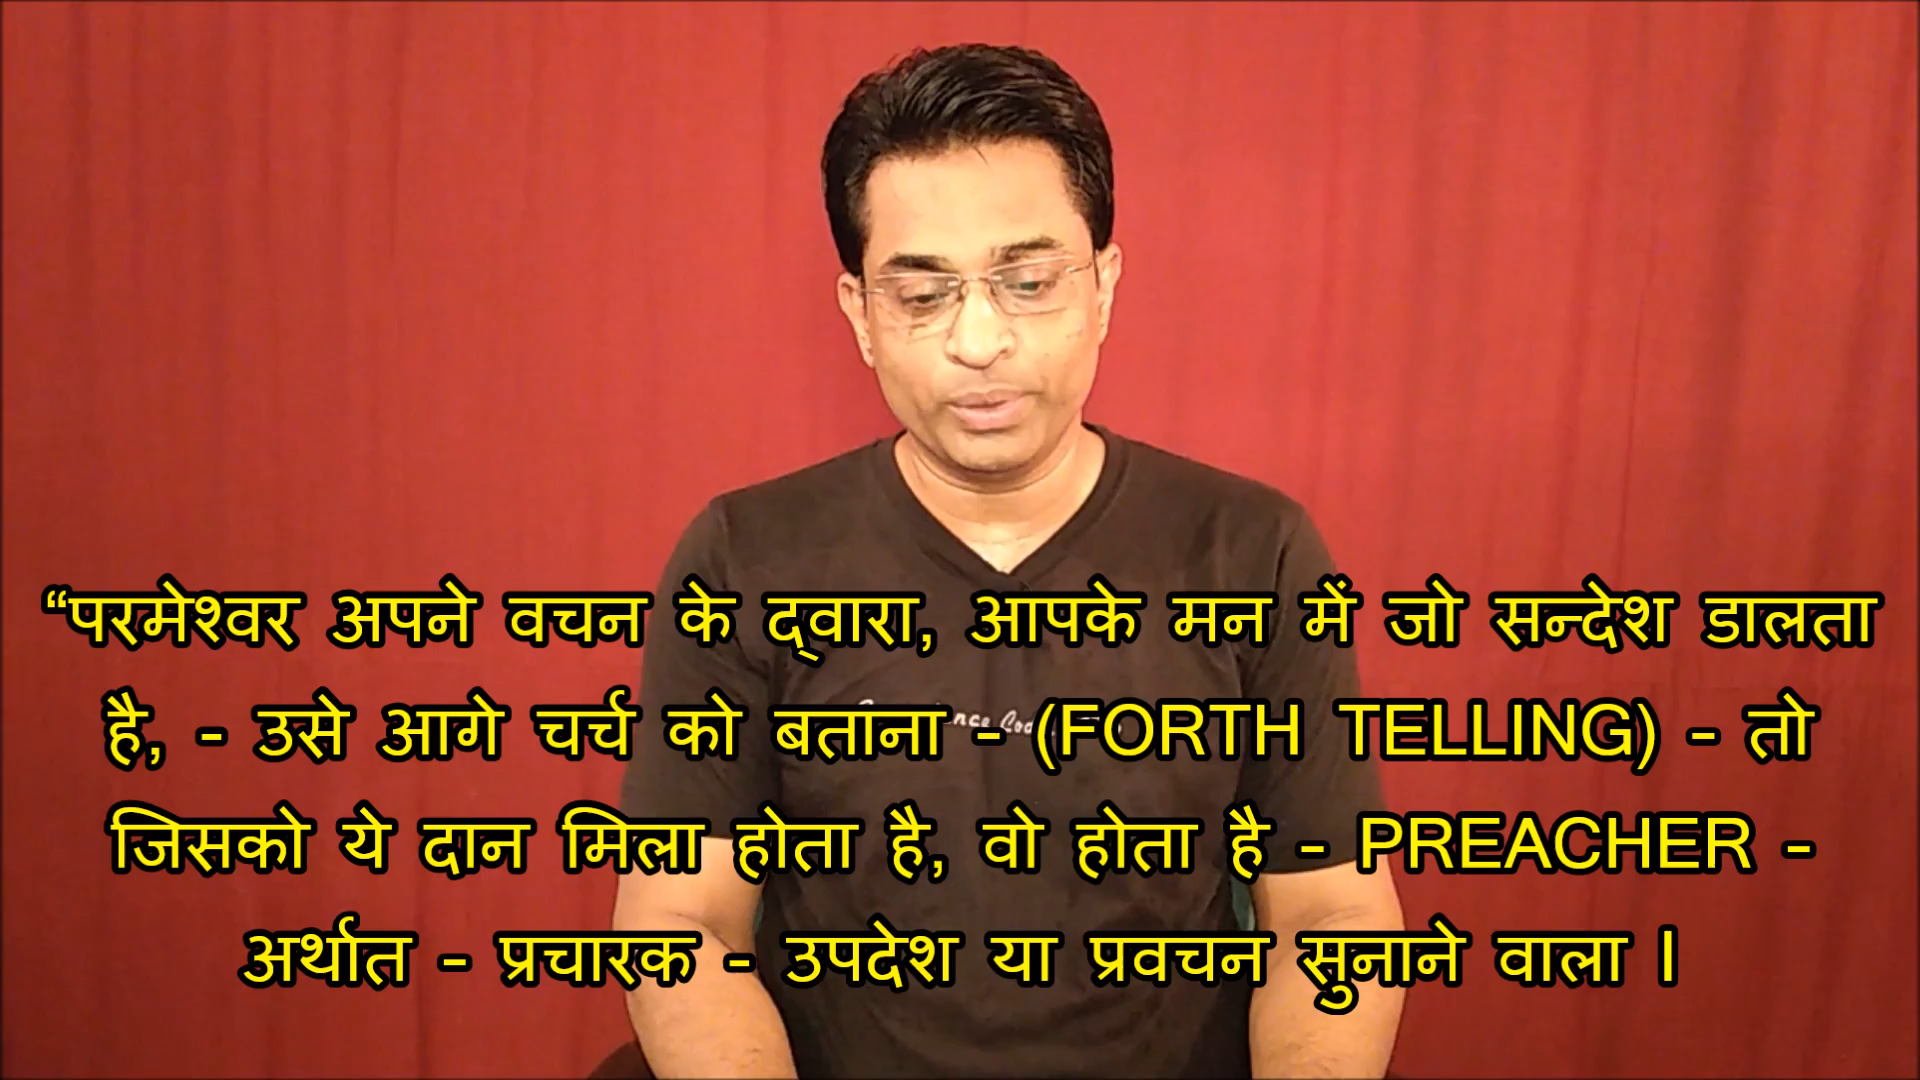 “परमेश्वर अपने वचन के द्वारा, आपके मन में जो सन्देश डालता
है, - उसे आगे चर्च को बताना - (FORTH TELLING) - तो
जिसको ये दान मिला होता है, वो होता है - PREACHER -
अर्थात - प्रचारक - उपदेश या प्रवचन सुनाने वाला |